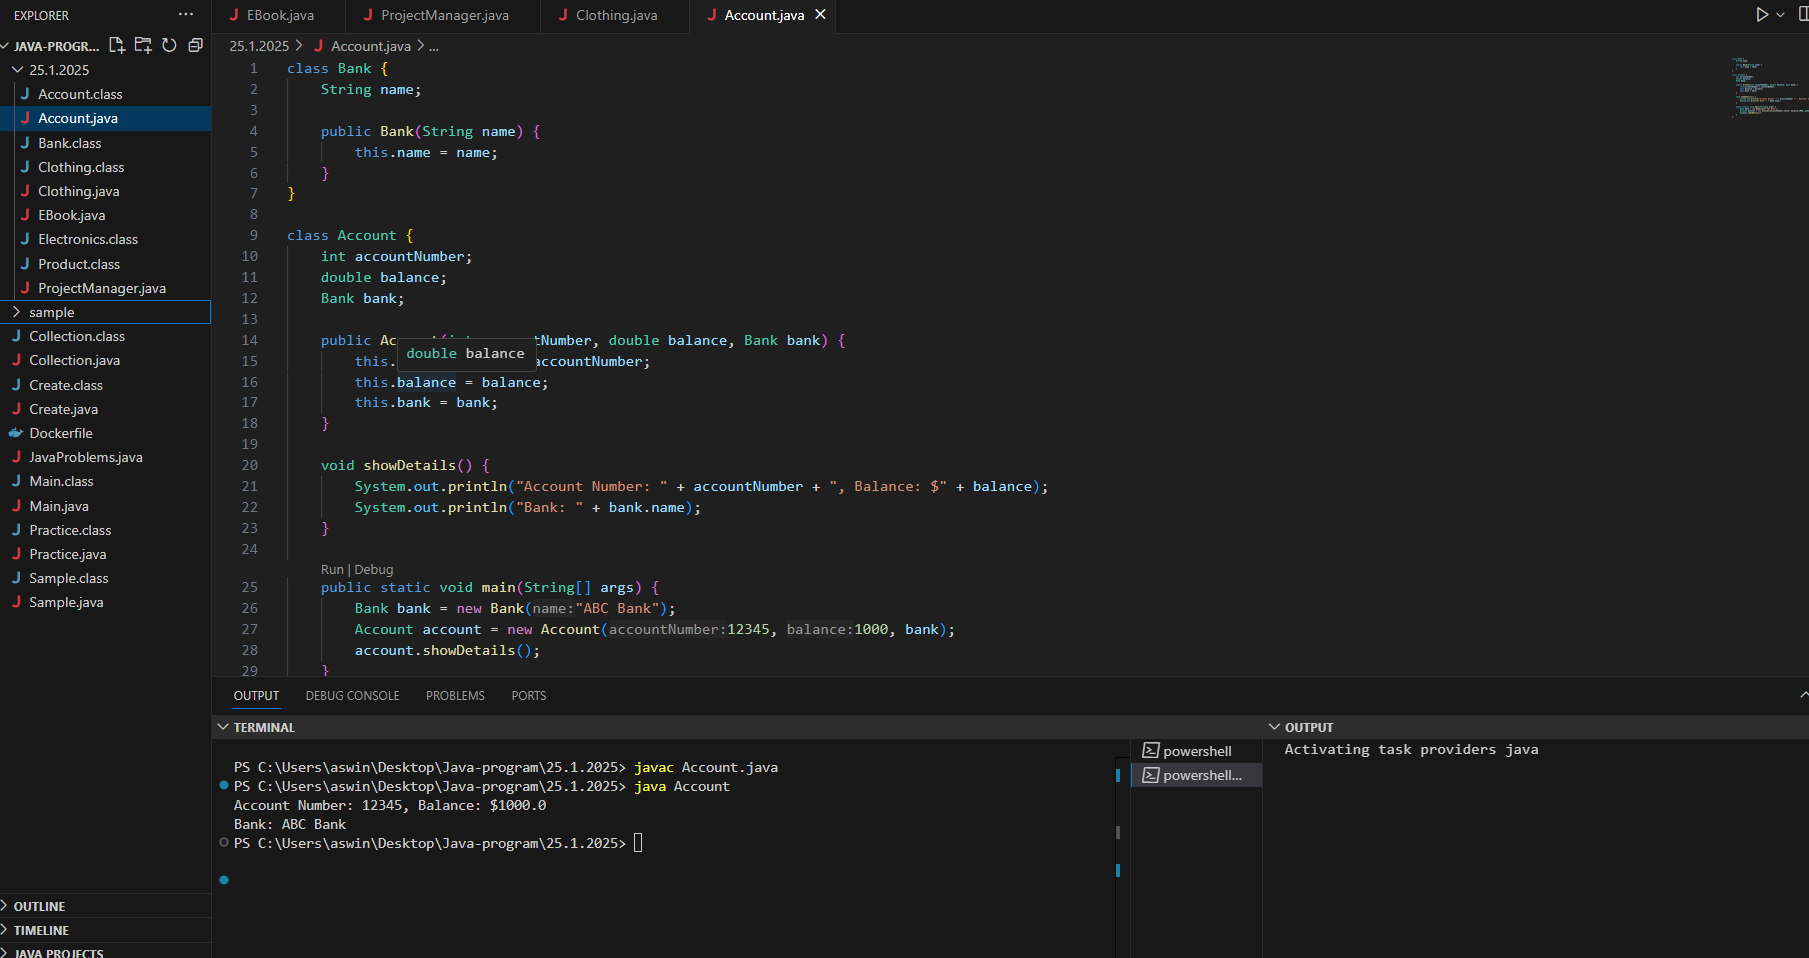 EXPLORER
JAVA-PROGR...
25.1.2025
Account.class
Account.java
Bank.class
Clothing.class
Clothing.java
EBook.java
Electronics.class
Product.class
ProjectManager.java
sample
Collection.class
Collection.java
Create.class
Create.java
Dockerfile
JavaProblems.java
Main.class
Main.java
Practice.class
Practice.java
Sample.class
Sample.java
OUTLINE
TIMELINE
JAVA PROJECTS
EBook.java ProjectManager.java Clothing.java Account.java
25.1.2025 > Account.java > ...
1 class Bank {
2 String name;
3
4 public Bank(String name) {
5 this.name = name;
6 }
7 }
8
9 class Account {
10 int accountNumber;
11 double balance;
12 Bank bank;
13
14 public Ac tNumber, double balance, Bank bank) {
double balance
15 this. accountNumber;
16 this.balance = balance;
17 this.bank = bank;
18 }
19
20 void showDetails() {
21 System.out.println("Account Number: " + accountNumber + ", Balance: $" + balance);
22 System.out.println("Bank: " + bank.name);
23 }
24
Run | Debug
25 public static void main(String[] args) {
26 Bank bank = new Bank(name:"ABC Bank");
27 Account account = new Account(accountNumber:12345, balance:1000, bank);
28 account.showDetails();
29 }
OUTPUT DEBUG CONSOLE PROBLEMS PORTS
TERMINAL
PS C:\Users\aswin\Desktop\Java-program\25.1.2025> javac Account.java
PS C:\Users\aswin\Desktop\Java-program\25.1.2025> java Account
Account Number: 12345, Balance: $1000.0
Bank: ABC Bank
PS C:\Users\aswin\Desktop\Java-program\25.1.2025>
powershell
powershell...
OUTPUT
Activating task providers java